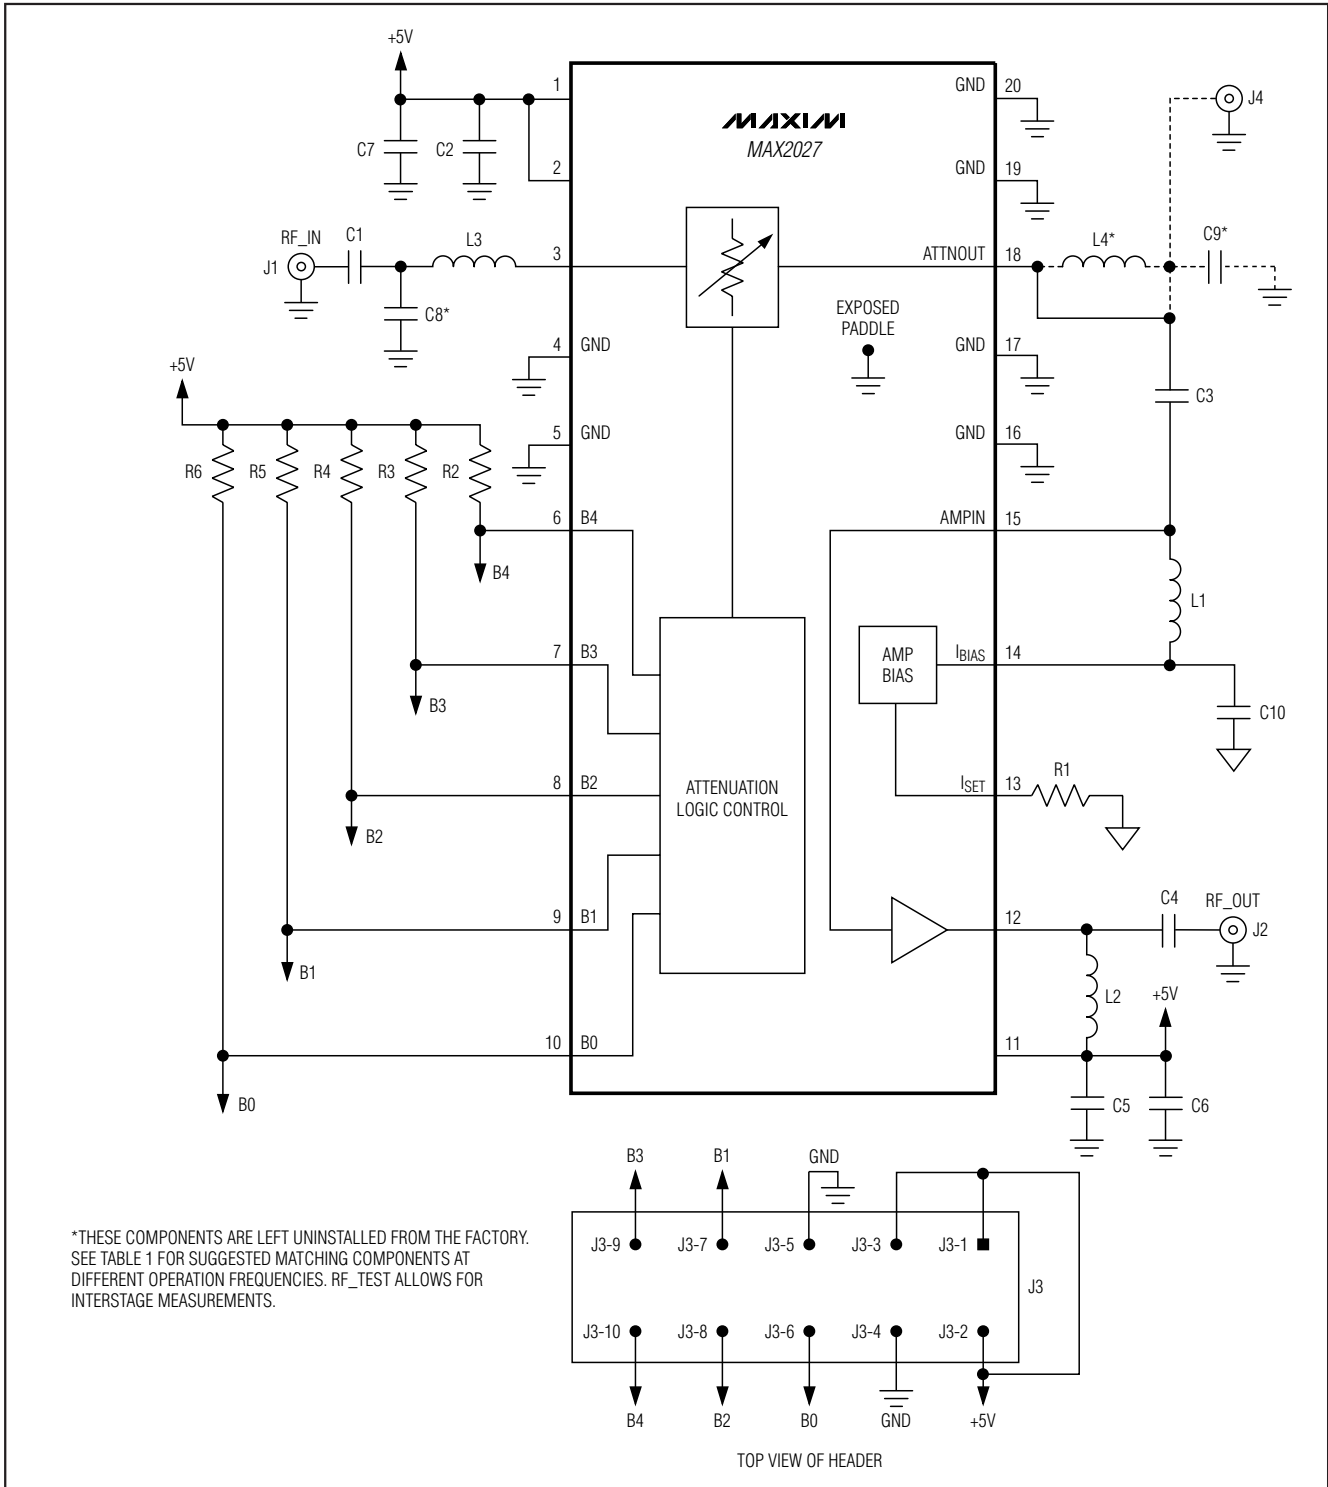 +5V
1
GND
20
J4
MAXIM
MAX2027
C7
C2
2
GND
19
RF_IN
C1
L3
J1
3
ATTNOUT
18
L4*
C9*
C8*
EXPOSED
PADDLE
4
GND
GND
17
+5V
C3
5
GND
GND
16
R6
R5
R4
R3
R2
6
B4
AMPIN
15
B4
L1
7
B3
AMP
BIAS
IBIAS
14
B3
C10
ATTENUATION
LOGIC CONTROL
8
B2
ISET
13
R1
B2
9
B1
12
C4
RF_OUT
J2
B1
L2
+5V
10
B0
11
B0
C5
C6
B3
B1
GND
J3-9
J3-7
J3-5
J3-3
J3-1
J3
J3-10
J3-8
J3-6
J3-4
J3-2
B4
B2
B0
GND
+5V
TOP VIEW OF HEADER
*THESE COMPONENTS ARE LEFT UNINSTALLED FROM THE FACTORY.
SEE TABLE 1 FOR SUGGESTED MATCHING COMPONENTS AT
DIFFERENT OPERATION FREQUENCIES. RF_TEST ALLOWS FOR
INTERSTAGE MEASUREMENTS.